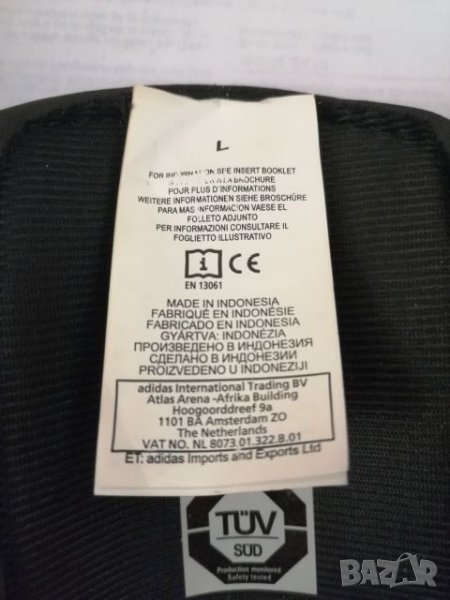 L
FOR INFORMATION SEE INSERT BOOKLET
A LA BROCHURE
POUR PLUS D'INFORMATIONS
WEITERE INFORMATIONEN SIEHE BROSCHÜRE
PARA MAS INFORMACION VAESE EL
FOLLETO ADJUNTO
PER INFORMAZIONI CONSULTARE IL
FOGLIETTO ILLUSTRATIVO
i CE
EN 13061
MADE IN INDONESIA
FABRIQUÉ EN INDONÉSIE
FABRICADO EN INDONESIA
GYÁRTVA: INDONÉZIA
ПРОИЗВЕДЕНО В ИНДОНЕЗИЯ
СДЕЛАНО В ИНДОНЕЗИИ
PROIZVEDENO U INDONEZIJI
adidas International Trading BV
Atlas Arena -Afrika Building
Hoogoorddreef 9a
1101 BA Amsterdam ZO
The Netherlands
VAT NO. NL 8073.01.322.B.01
ET: adidas Imports and Exports Ltd
TÜV
SÜD
Production monitored
Safety tested
BAZAR